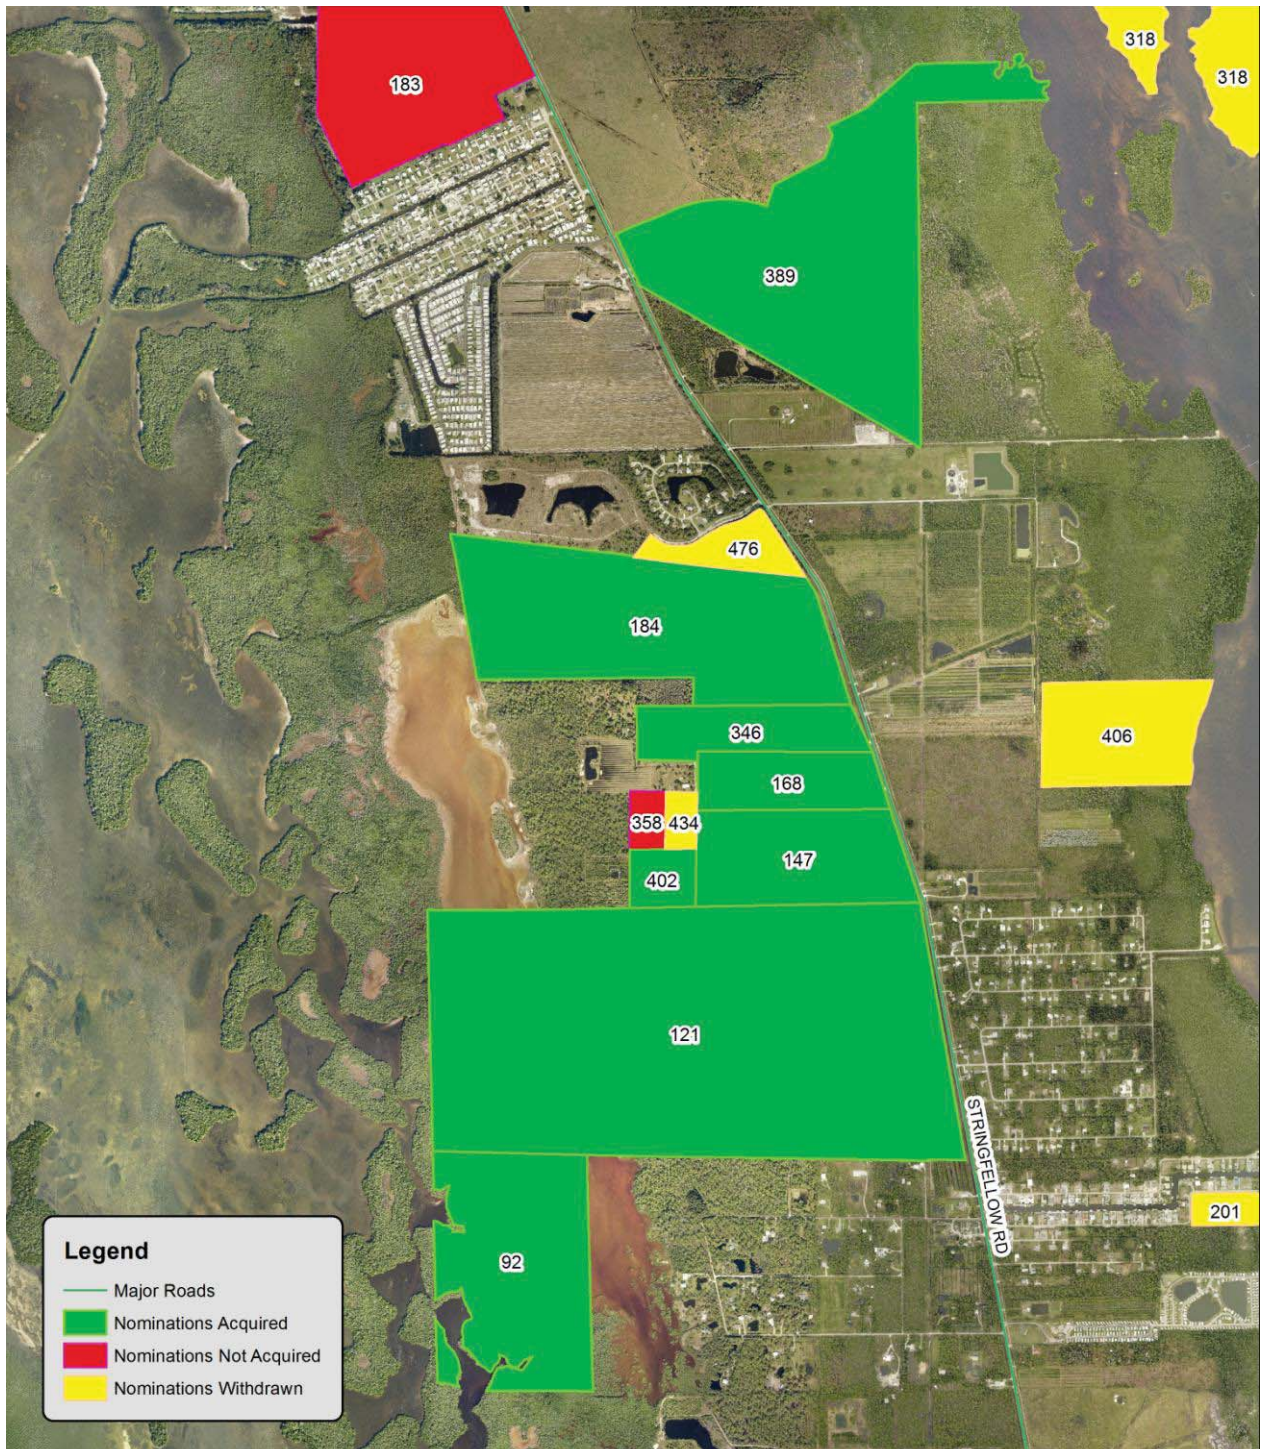 318
318
183
389
476
184
346
406
168
358
434
147
402
121
STRINGFELLOW RD
201
92
Legend
Major Roads
Nominations Acquired
Nominations Not Acquired
Nominations Withdrawn